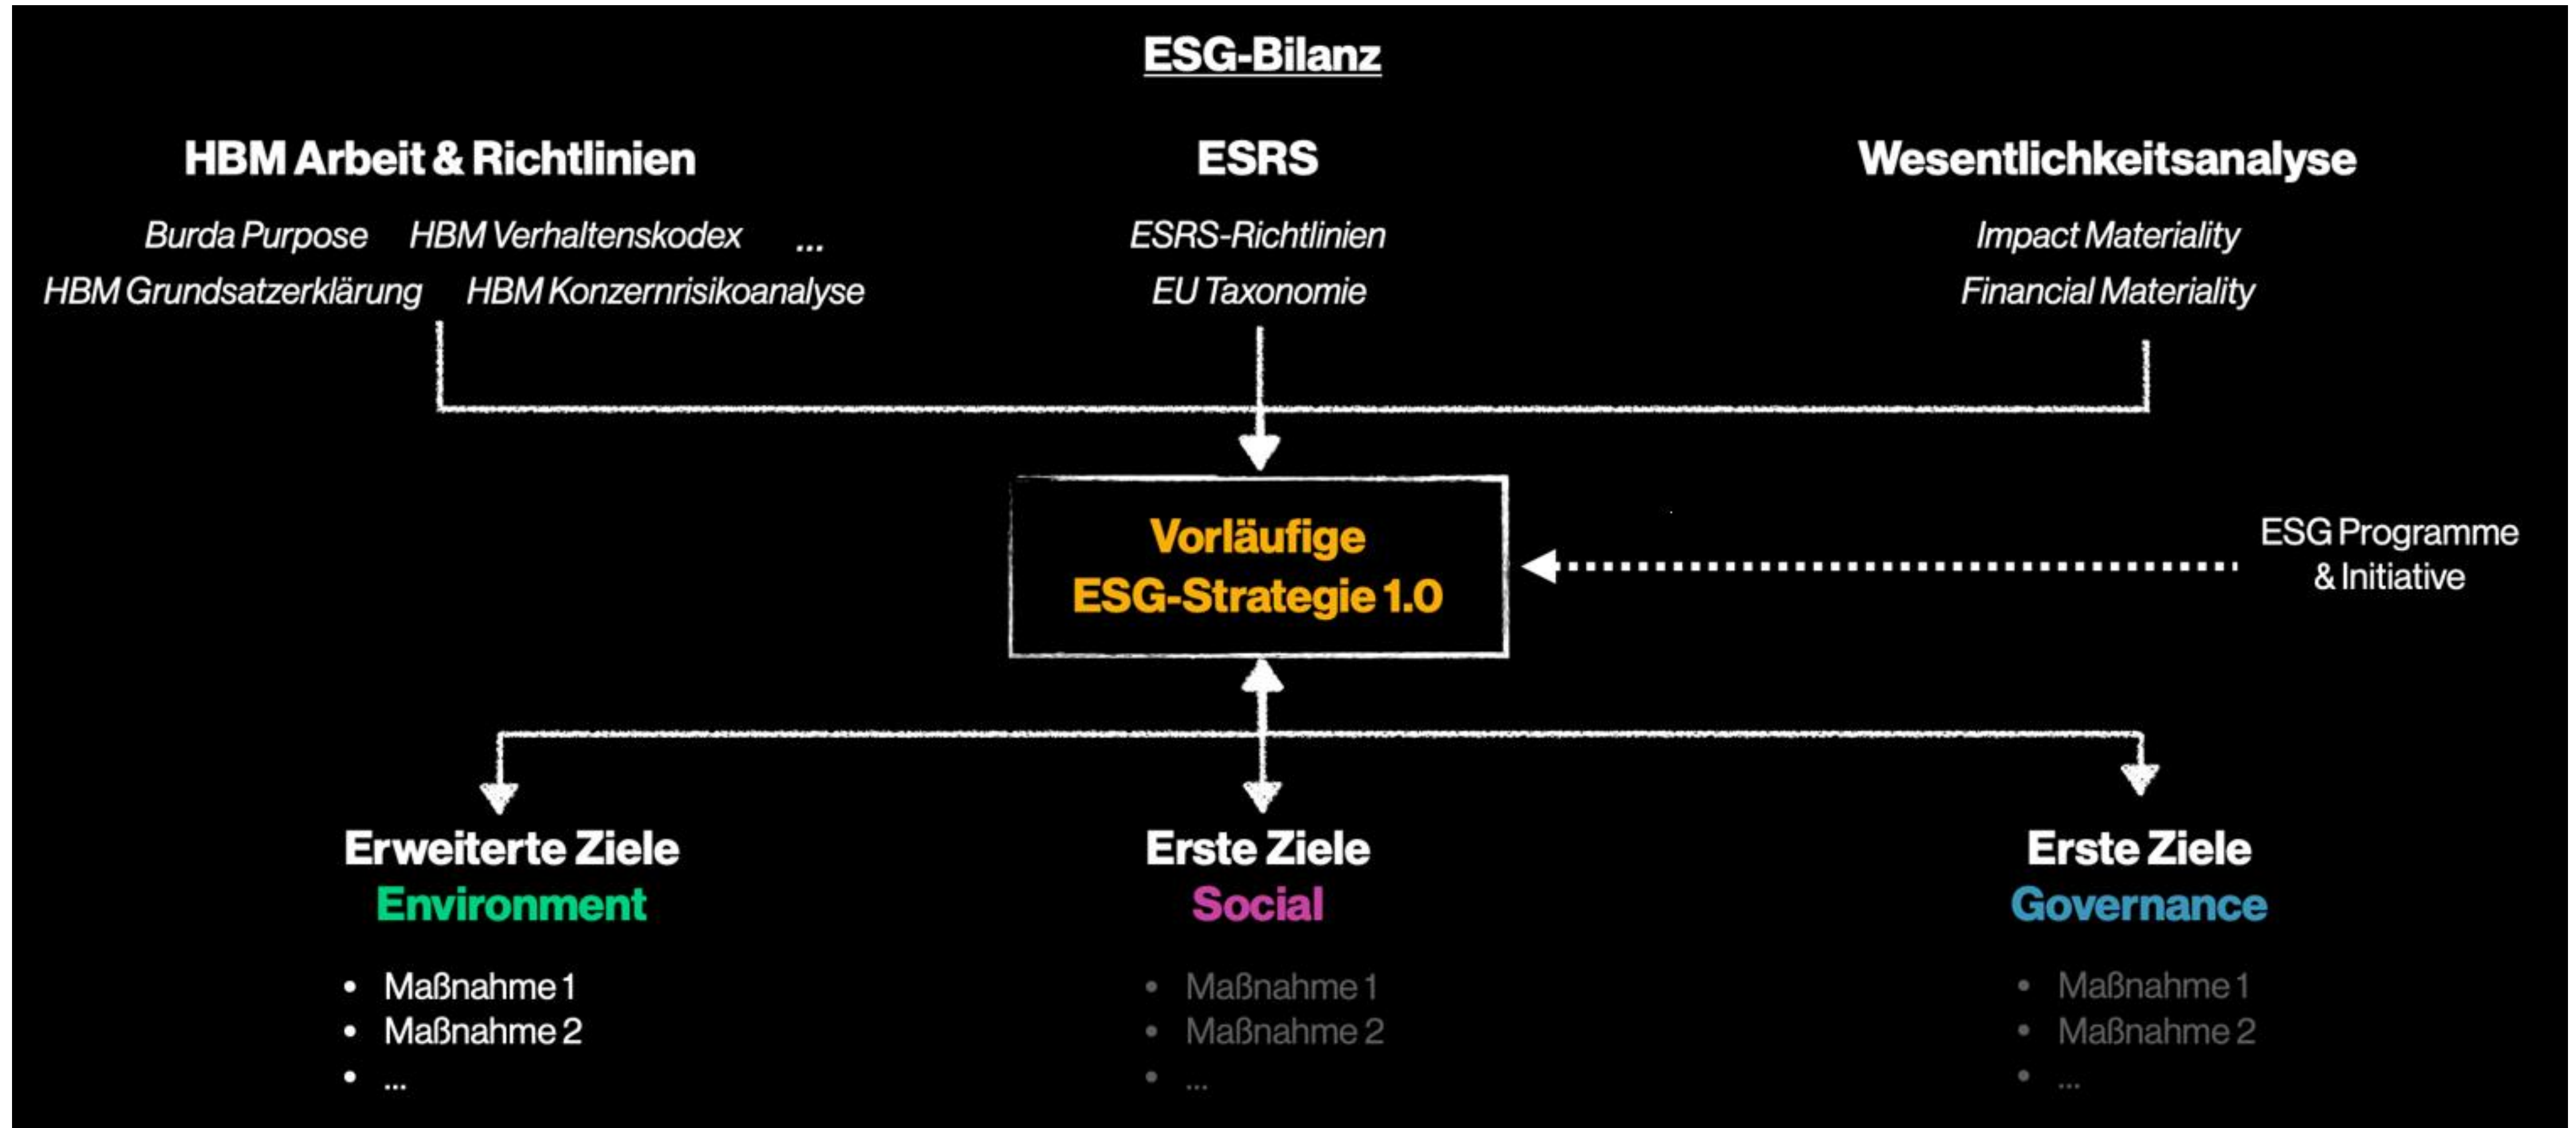 ESG-Bilanz
HBM Arbeit & Richtlinien
Burda Purpose HBM Verhaltenskodex ...
HBM Grundsatzerklärung HBM Konzernrisikoanalyse
ESRS
ESRS-Richtlinien
EU Taxonomie
Wesentlichkeitsanalyse
Impact Materiality
Financial Materiality
Vorläufige
ESG-Strategie 1.0
ESG Programme
& Initiative
Erweiterte Ziele
Environment
• Maßnahme 1
• Maßnahme 2
• ...
Erste Ziele
Social
• Maßnahme 1
• Maßnahme 2
• ...
Erste Ziele
Governance
• Maßnahme 1
• Maßnahme 2
• ...